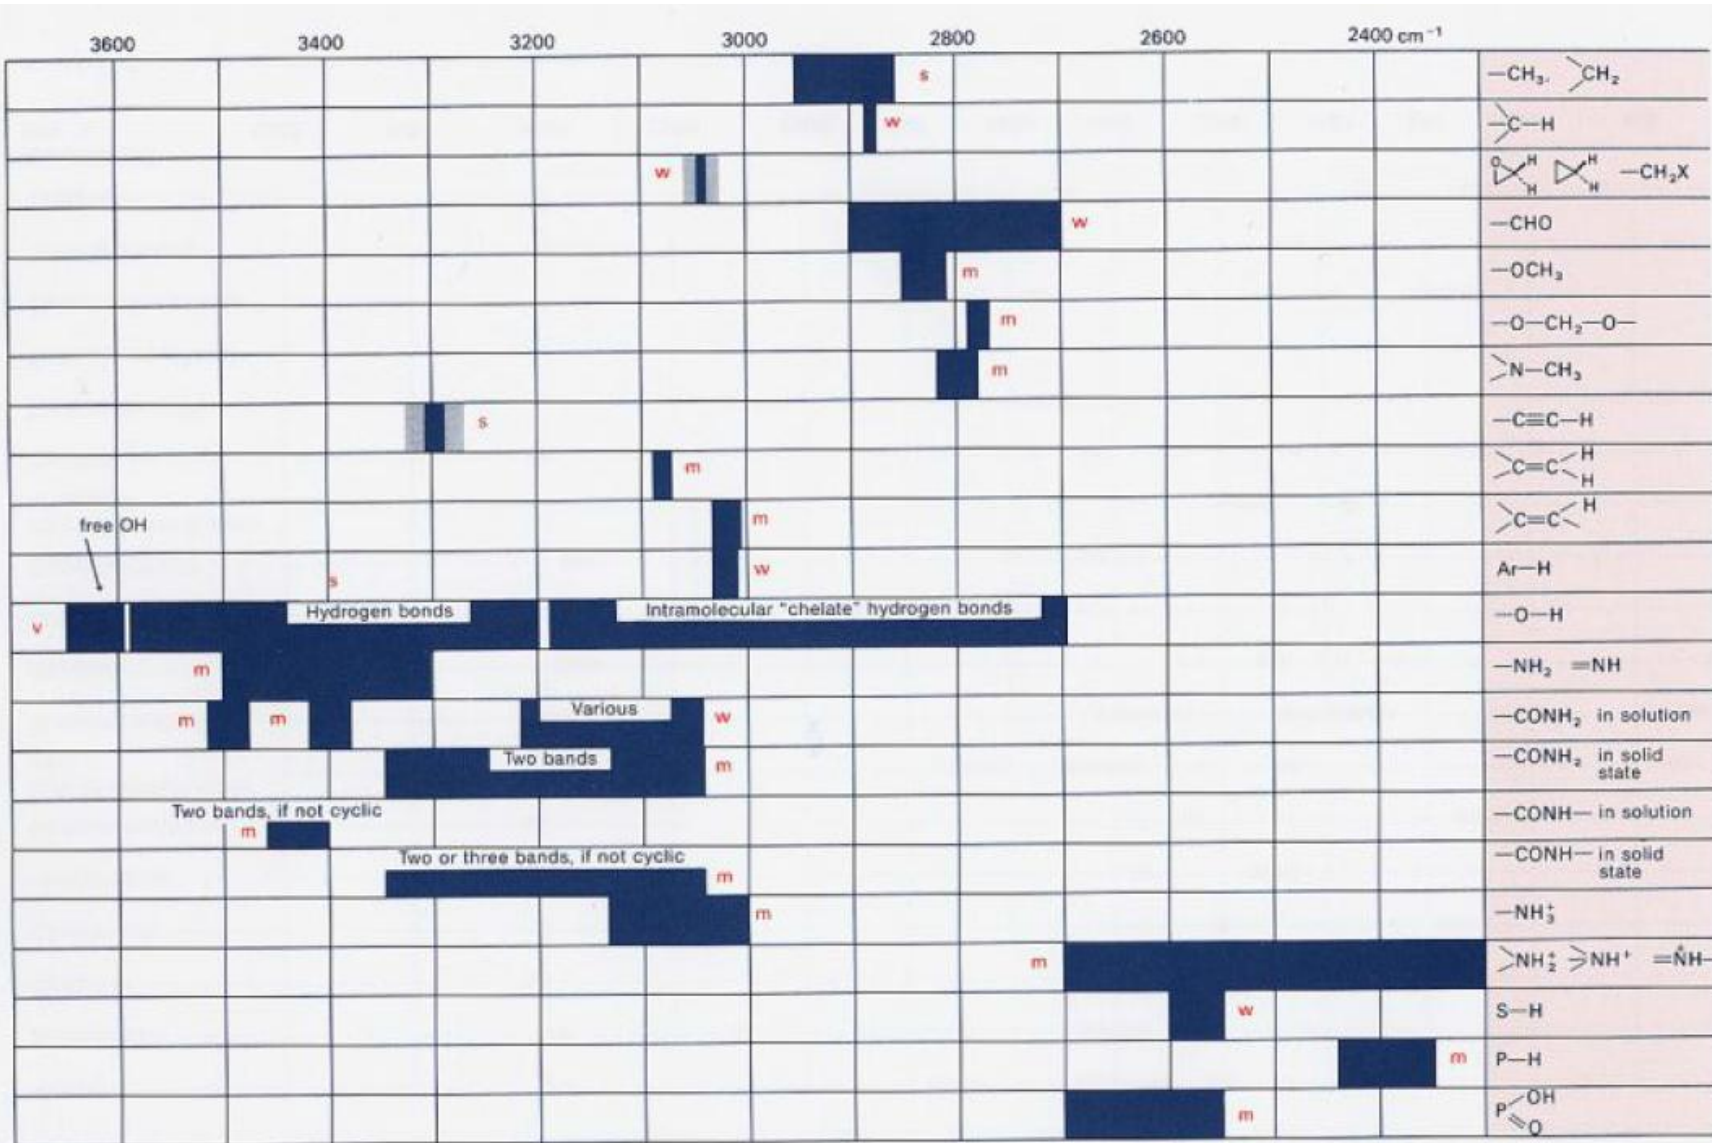 3600 3400 3200 3000 2800 2600 2400 cm⁻¹
s —CH₃, >CH₂
w C—H
w O H H H H —CH₂X
w —CHO
m —OCH₃
m —O—CH₂—O—
m >N—CH₃
s —C≡C—H
m >C=C H H
free OH m >C=C H
s w Ar—H
v Hydrogen bonds Intramolecular "chelate" hydrogen bonds —O—H
m —NH₂ =NH
m m Various w —CONH₂ in solution
Two bands m —CONH₂ in solid
state
Two bands, if not cyclic
m —CONH— in solution
Two or three bands, if not cyclic —CONH— in solid
m state
m —NH₃⁺
m >NH₂⁺ NH⁺ =NH—
w S—H
m P—H
m P OH O